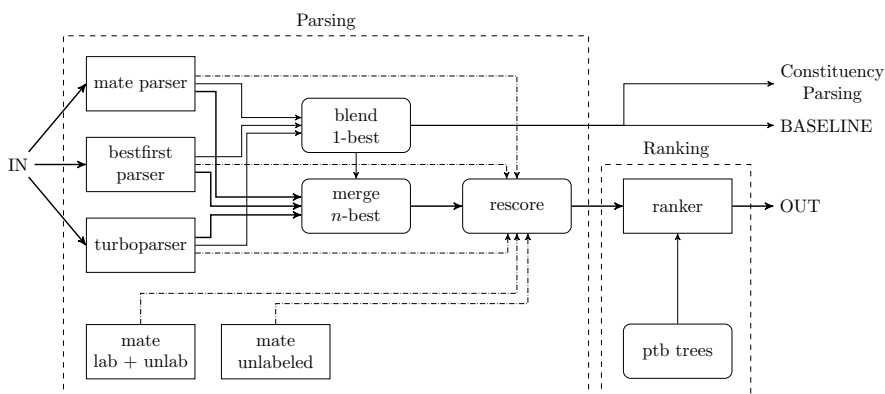 Parsing
mate parser
Constituency
Parsing
blend
1-best
BASELINE
IN
bestfirst
parser
Ranking
merge
n-best
rescore
ranker
OUT
turboparser
mate
lab + unlab
mate
unlabeled
ptb trees